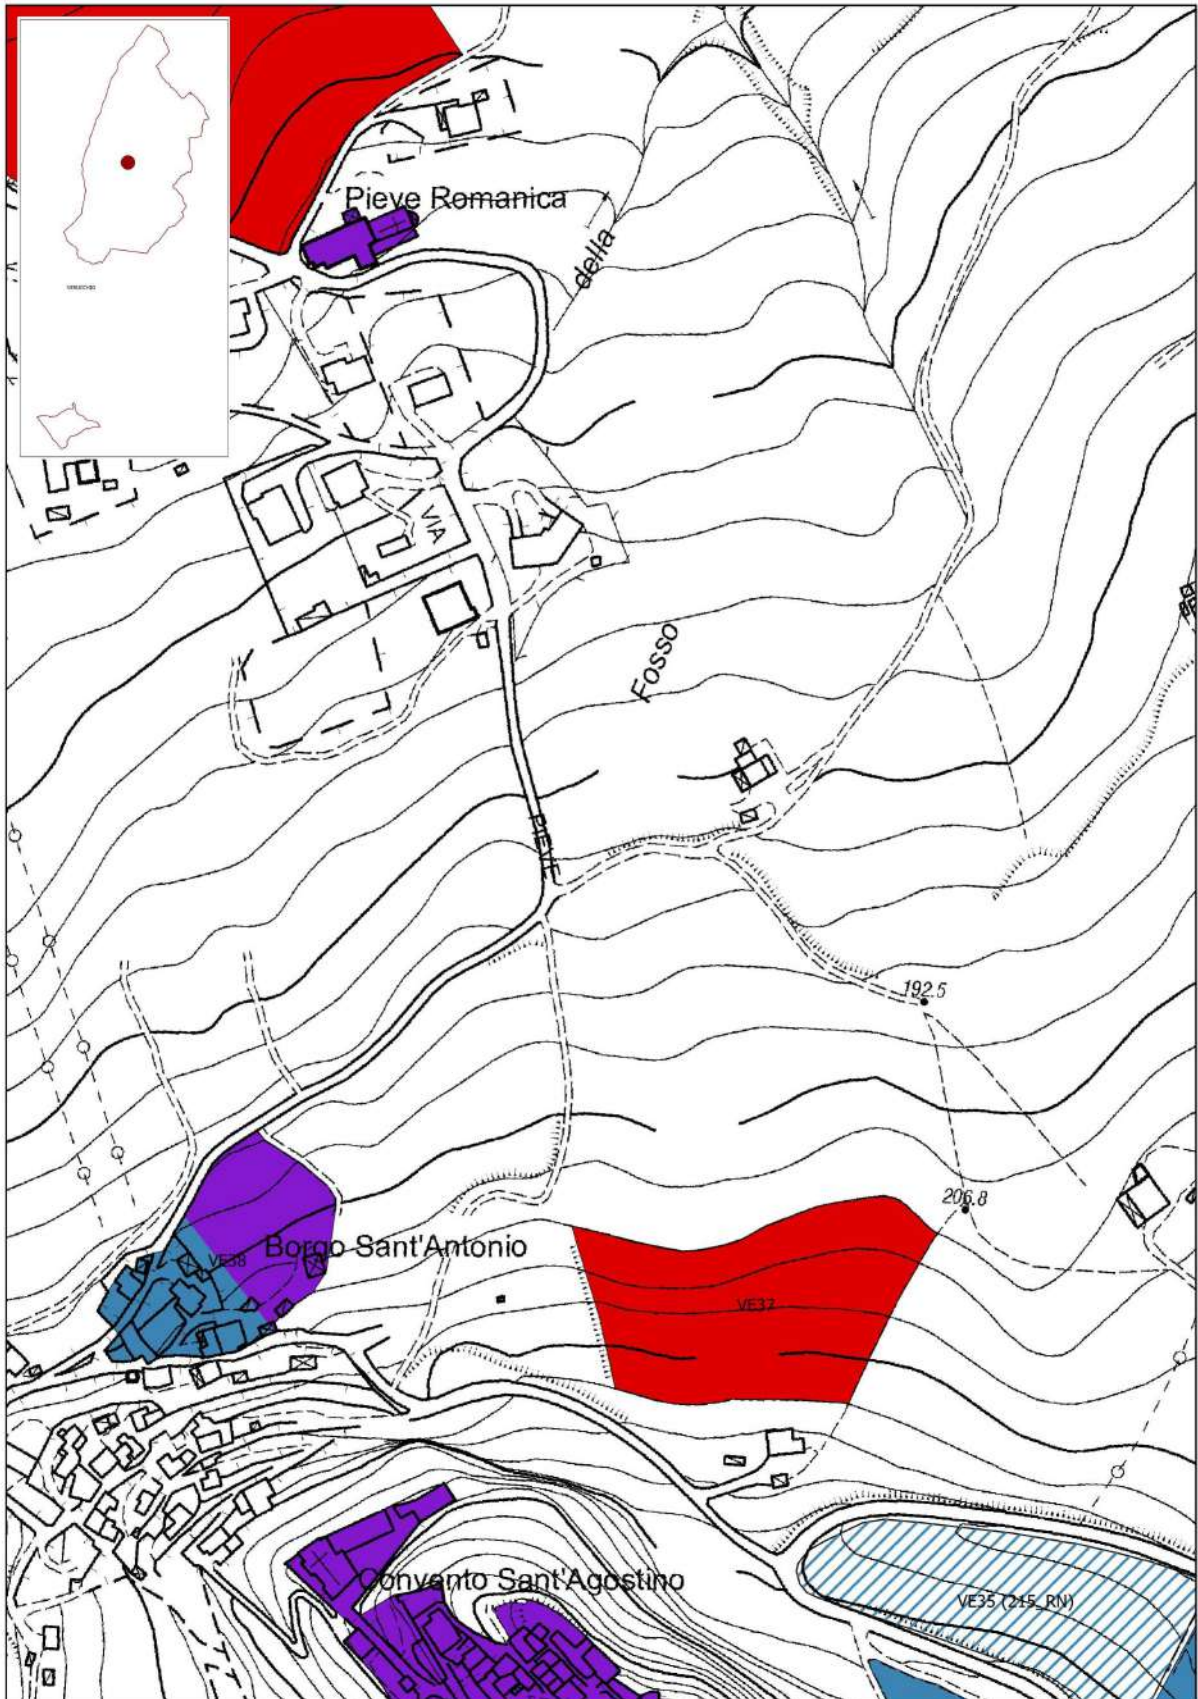 Pieve Romanica
VERUCCHIO
della
VIA
Fosso
PIEVE
192.5
206.8
Borgo Sant'Antonio
VE38
VE37
Convento Sant'Agostino
VE35 (215_RN)